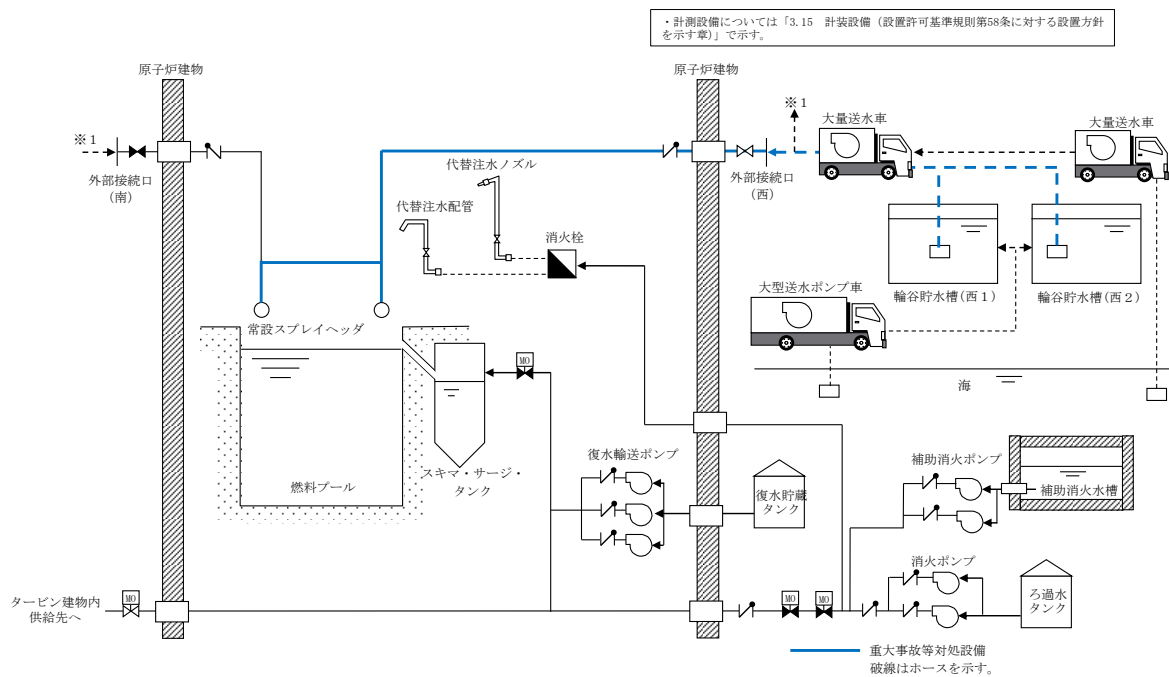 ・計測設備については「3.15 計装設備（設置許可基準規則第58条に対する設置方針
を示す章）」で示す。
原子炉建物
原子炉建物
※1
※1
大量送水車
大量送水車
外部接続口
(南)
代替注水ノズル
外部接続口
(西)
代替注水配管
消火栓
輪谷貯水槽(西1)
輪谷貯水槽(西2)
大型送水ポンプ車
常設スプレイヘッダ
MO
海
スキマ・サージ・
タンク
燃料プール
復水輸送ポンプ
復水貯蔵
タンク
補助消火ポンプ
補助消火水槽
消火ポンプ
ろ過水
タンク
タービン建物内
供給先へ
MO
MO
MO
重大事故等対処設備
破線はホースを示す。